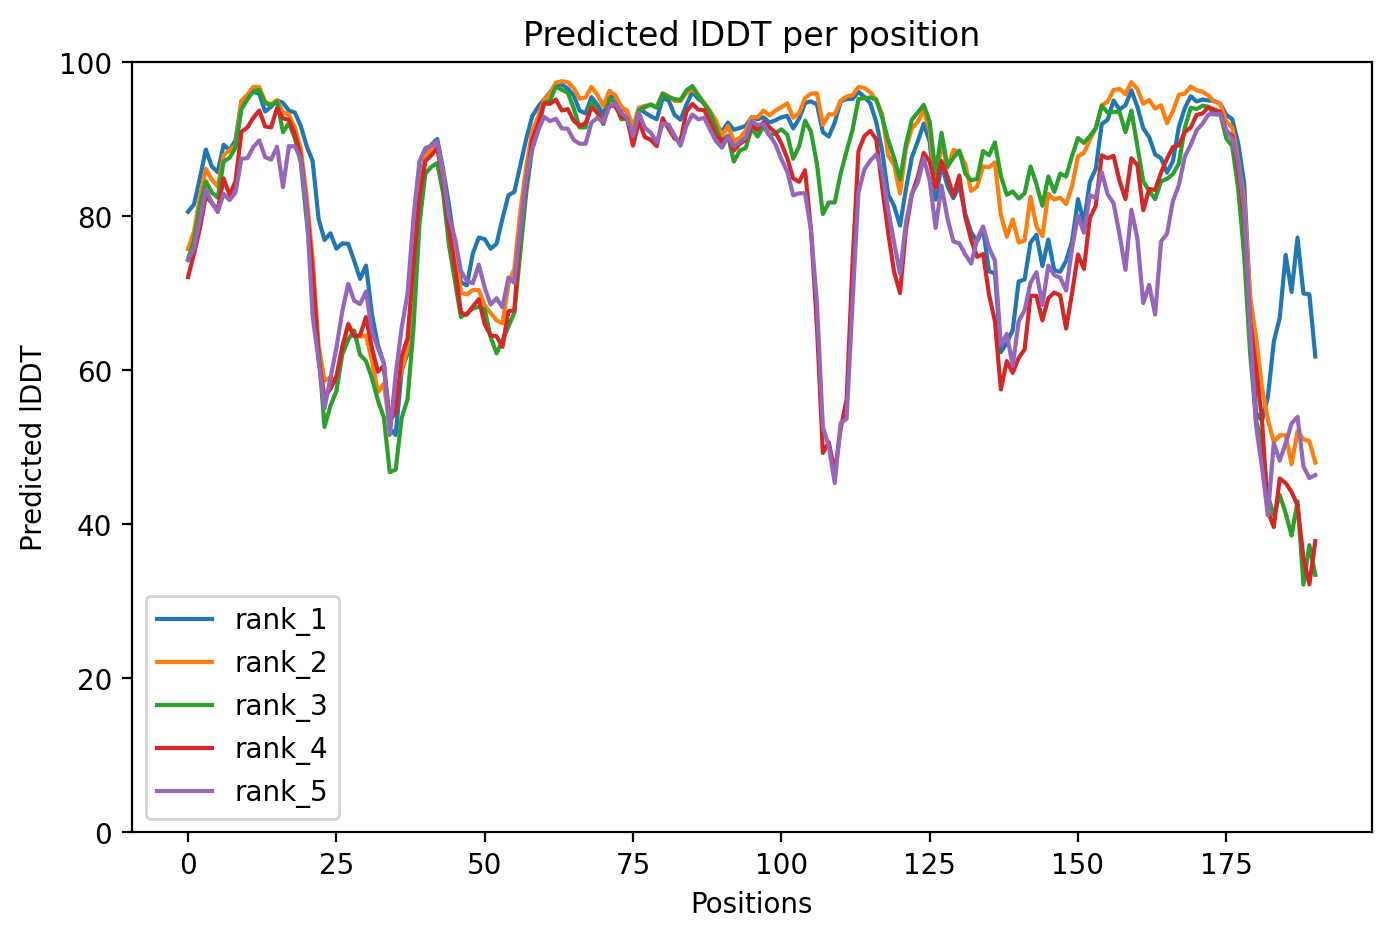 Predicted lDDT per position
100
80
60
40
20
0
Predicted lDDT
rank_1
rank_2
rank_3
rank_4
rank_5
0 25 50 75 100 125 150 175
Positions